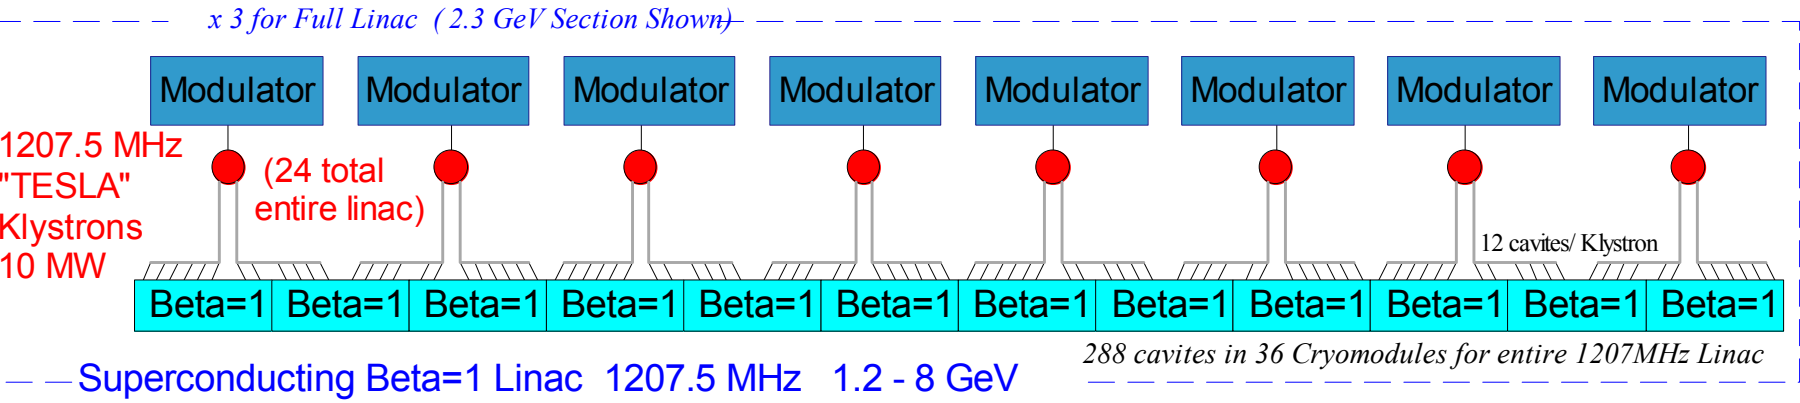 x 3 for Full Linac ( 2.3 GeV Section Shown)
Modulator Modulator Modulator Modulator Modulator Modulator Modulator Modulator
1207.5 MHz
"TESLA"
Klystrons
10 MW
(24 total
entire linac)
12 cavites/ Klystron
Beta=1 Beta=1 Beta=1 Beta=1 Beta=1 Beta=1 Beta=1 Beta=1 Beta=1 Beta=1 Beta=1 Beta=1
288 cavites in 36 Cryomodules for entire 1207MHz Linac
Superconducting Beta=1 Linac 1207.5 MHz 1.2 - 8 GeV